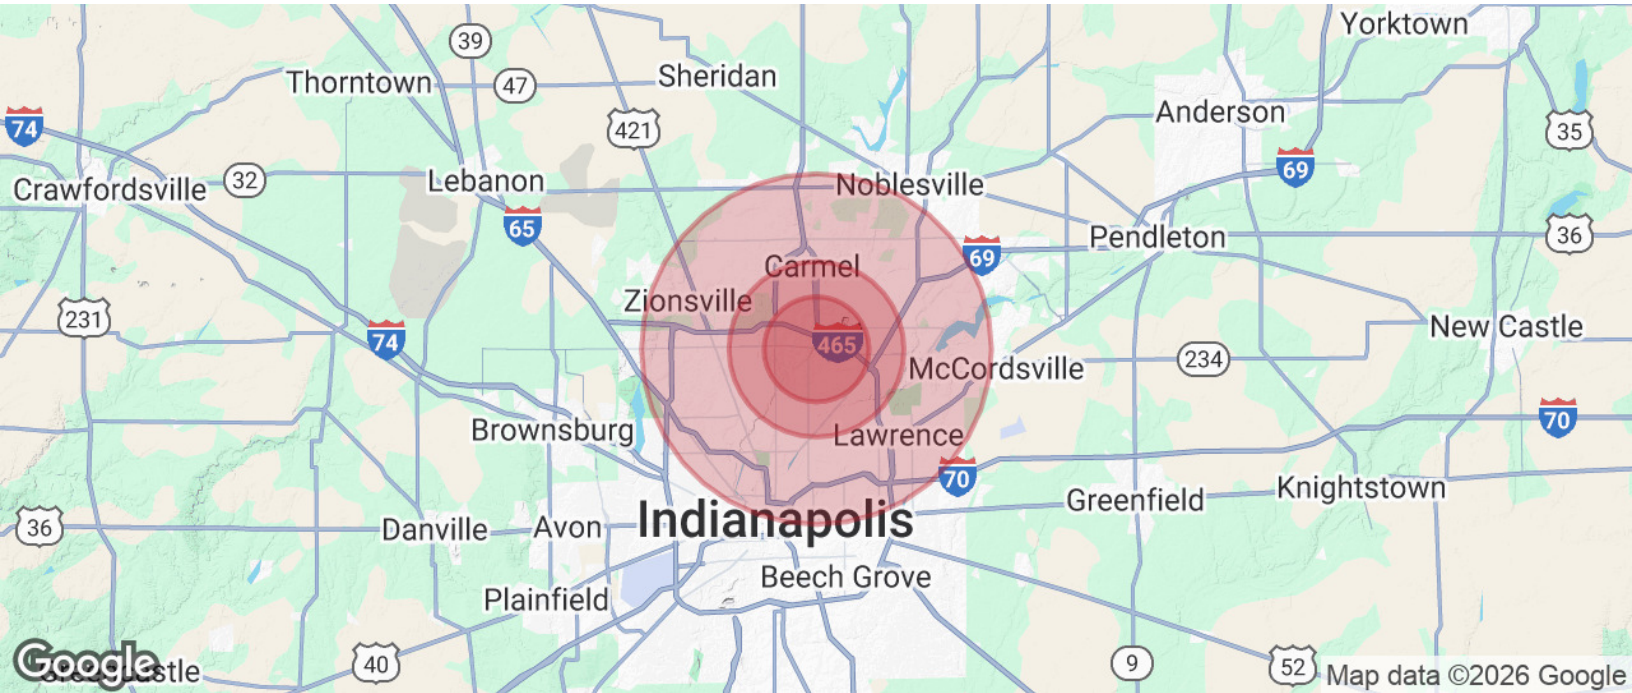 Yorktown
39
Thorntown
47
Sheridan
421
Anderson
35
74
Crawfordsville
32
Lebanon
Noblesville
69
65
Pendleton
36
69
Carmel
Zionsville
231
74
465
New Castle
234
McCordsville
70
Brownsburg
Lawrence
70
Greenfield
Knightstown
36
Danville
Avon
Indianapolis
Beech Grove
Plainfield
Google
Greencastle
40
9
52
Map data ©2026 Google